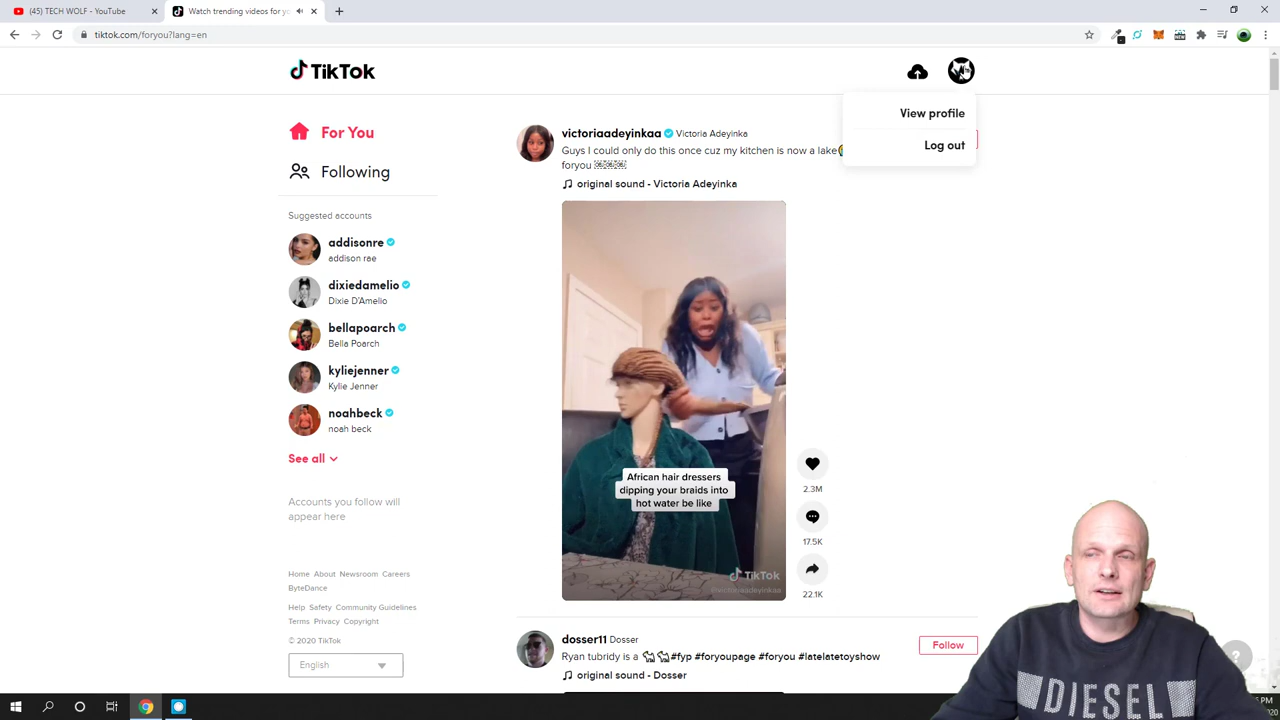 (45) TECH WOLF - YouTube
Watch trending videos for y
tiktok.com/foryou?lang=en
TikTok
View profile
Log out
For You
Following
Suggested accounts
addisonre
addison rae
dixiedamelio
Dixie D'Amelio
bellapoarch
Bella Poarch
kyliejenner
Kylie Jenner
noahbeck
noah beck
See all
Accounts you follow will
appear here
Home About Newsroom Careers
ByteDance
Help Safety Community Guidelines
Terms Privacy Copyright
© 2020 TikTok
English
victoriaadeyinkaa Victoria Adeyinka
Guys I could only do this once cuz my kitchen is now a lake
foryou
original sound - Victoria Adeyinka
African hair dressers
dipping your braids into
hot water be like
TikTok
@victoriaadeyinkaa
2.3M
17.5K
22.1K
dosser11 Dosser
Follow
Ryan tubridy is a #fyp #foryoupage #foryou #latelatetoyshow
original sound - Dosser
?
DIESEL